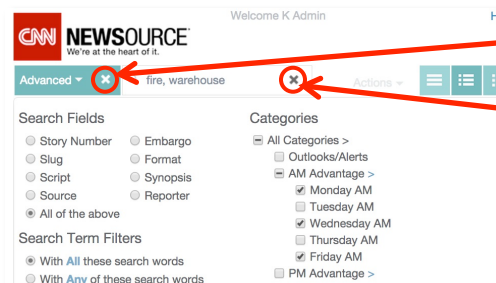 Welcome K Admin
H
CNN NEWSOURCE
We're at the heart of it.
Advanced
fire, warehouse
Actions
Search Fields
Story Number
Embargo
Slug
Format
Script
Synopsis
Source
Reporter
All of the above
Search Term Filters
With All these search words
With Any of these search words
Categories
All Categories >
Outlooks/Alerts
AM Advantage >
Monday AM
Tuesday AM
Wednesday AM
Thursday AM
Friday AM
PM Advantage >